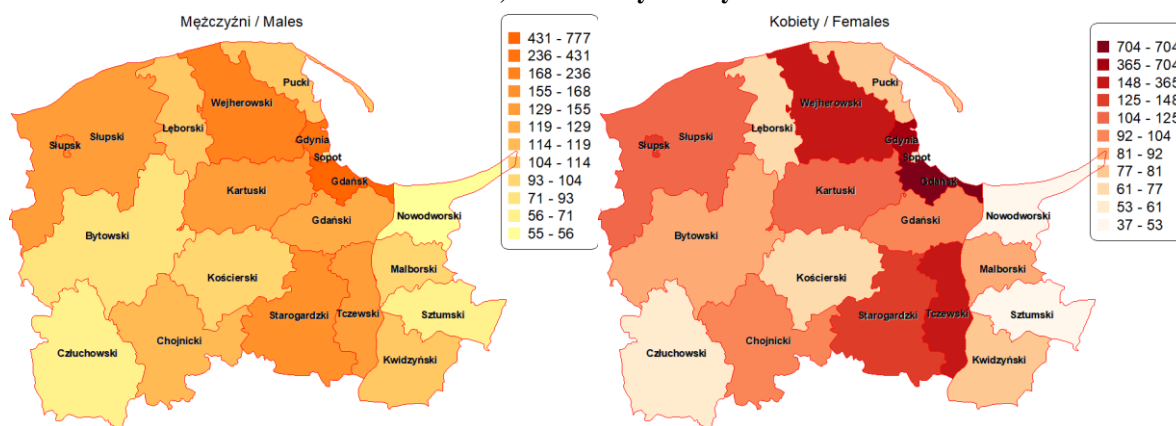 Mężczyźni / Males
431 - 777
236 - 431
168 - 236
155 - 168
129 - 155
119 - 129
114 - 119
104 - 114
93 - 104
71 - 93
56 - 71
55 - 56
Pucki
Wejherowski
Lęborski
Słupski
Słupsk
Gdynia
Sopot
Gdańsk
Kartuski
Gdański
Nowodworski
Bytowski
Kościerski
Malborski
Starogardzki
Tczewski
Sztumski
Chojnicki
Człuchowski
Kwidzyński
Kobiety / Females
704 - 704
365 - 704
148 - 365
125 - 148
104 - 125
92 - 104
81 - 92
77 - 81
61 - 77
53 - 61
37 - 53
Pucki
Wejherowski
Lęborski
Słupski
Słupsk
Gdynia
Sopot
Gdańsk
Kartuski
Gdański
Nowodworski
Bytowski
Kościerski
Malborski
Starogardzki
Tczewski
Sztumski
Chojnicki
Człuchowski
Kwidzyński